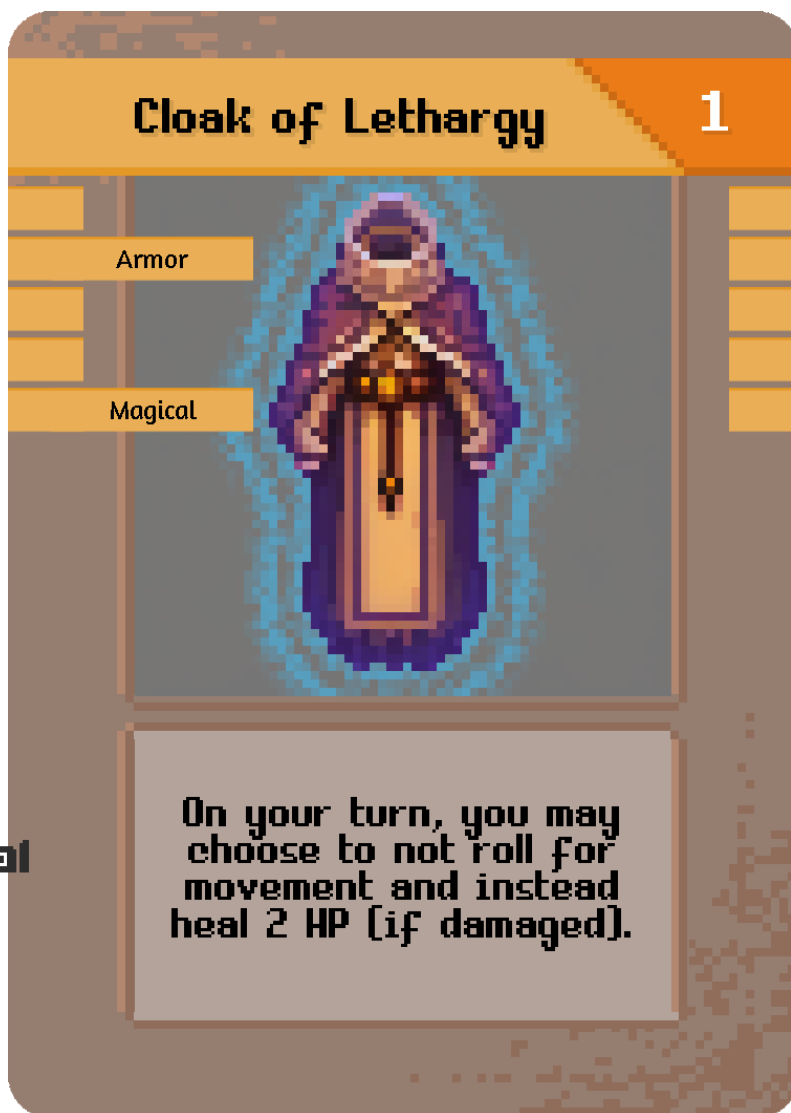 Cloak of Lethargy
1
Armor
Magical
On your turn, you may
choose to not roll for
movement and instead
heal 2 HP (if damaged).
al